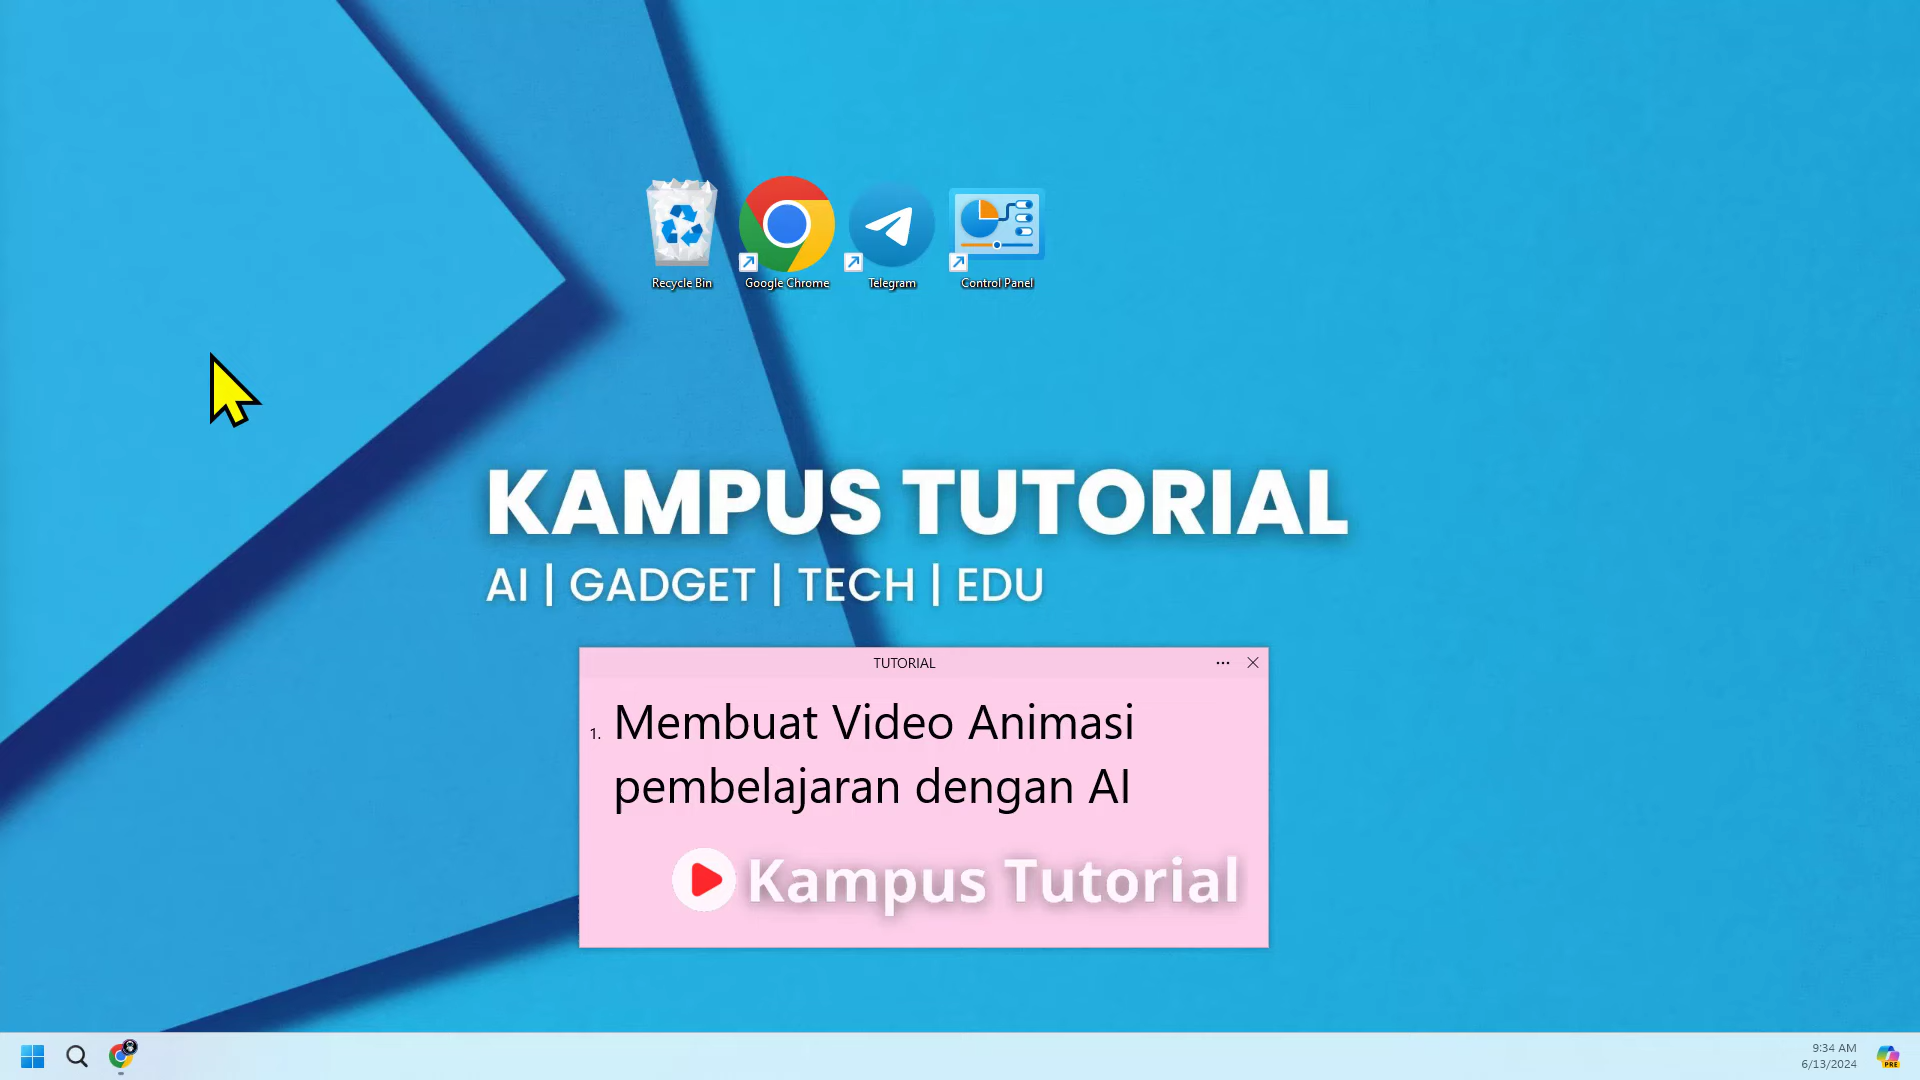 Recycle Bin
Google Chrome
Telegram
Control Panel
KAMPUS TUTORIAL
AI | GADGET | TECH | EDU
TUTORIAL
1. Membuat Video Animasi
pembelajaran dengan AI
Kampus Tutorial
9:34 AM
6/13/2024
PRE